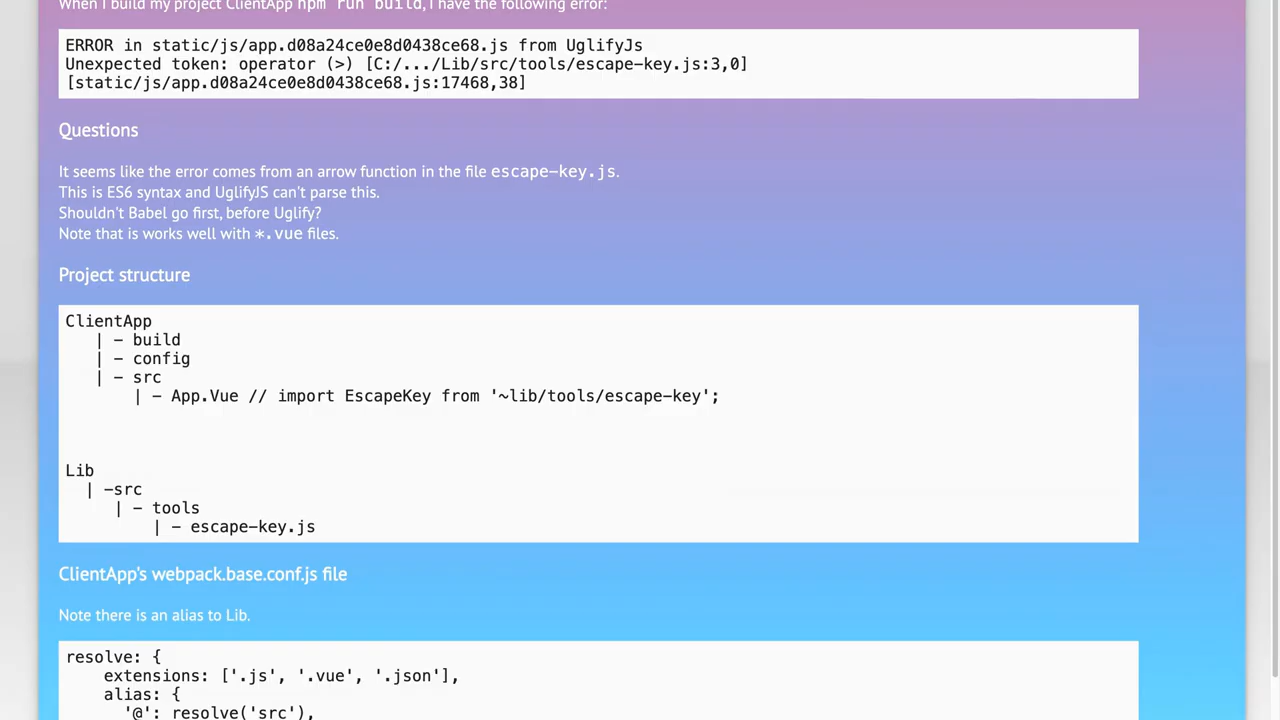 When I build my project ClientApp npm run build, I have the following error:
ERROR in static/js/app.d08a24ce0e8d0438ce68.js from UglifyJs
Unexpected token: operator (>) [C:/.../Lib/src/tools/escape-key.js:3,0]
[static/js/app.d08a24ce0e8d0438ce68.js:17468,38]
Questions
It seems like the error comes from an arrow function in the file escape-key.js.
This is ES6 syntax and UglifyJS can't parse this.
Shouldn't Babel go first, before Uglify?
Note that is works well with *.vue files.
Project structure
ClientApp
| - build
| - config
| - src
| - App.Vue // import EscapeKey from '~lib/tools/escape-key';
Lib
| -src
| - tools
| - escape-key.js
ClientApp's webpack.base.conf.js file
Note there is an alias to Lib.
resolve: {
extensions: ['.js', '.vue', '.json'],
alias: {
'@': resolve('src'),